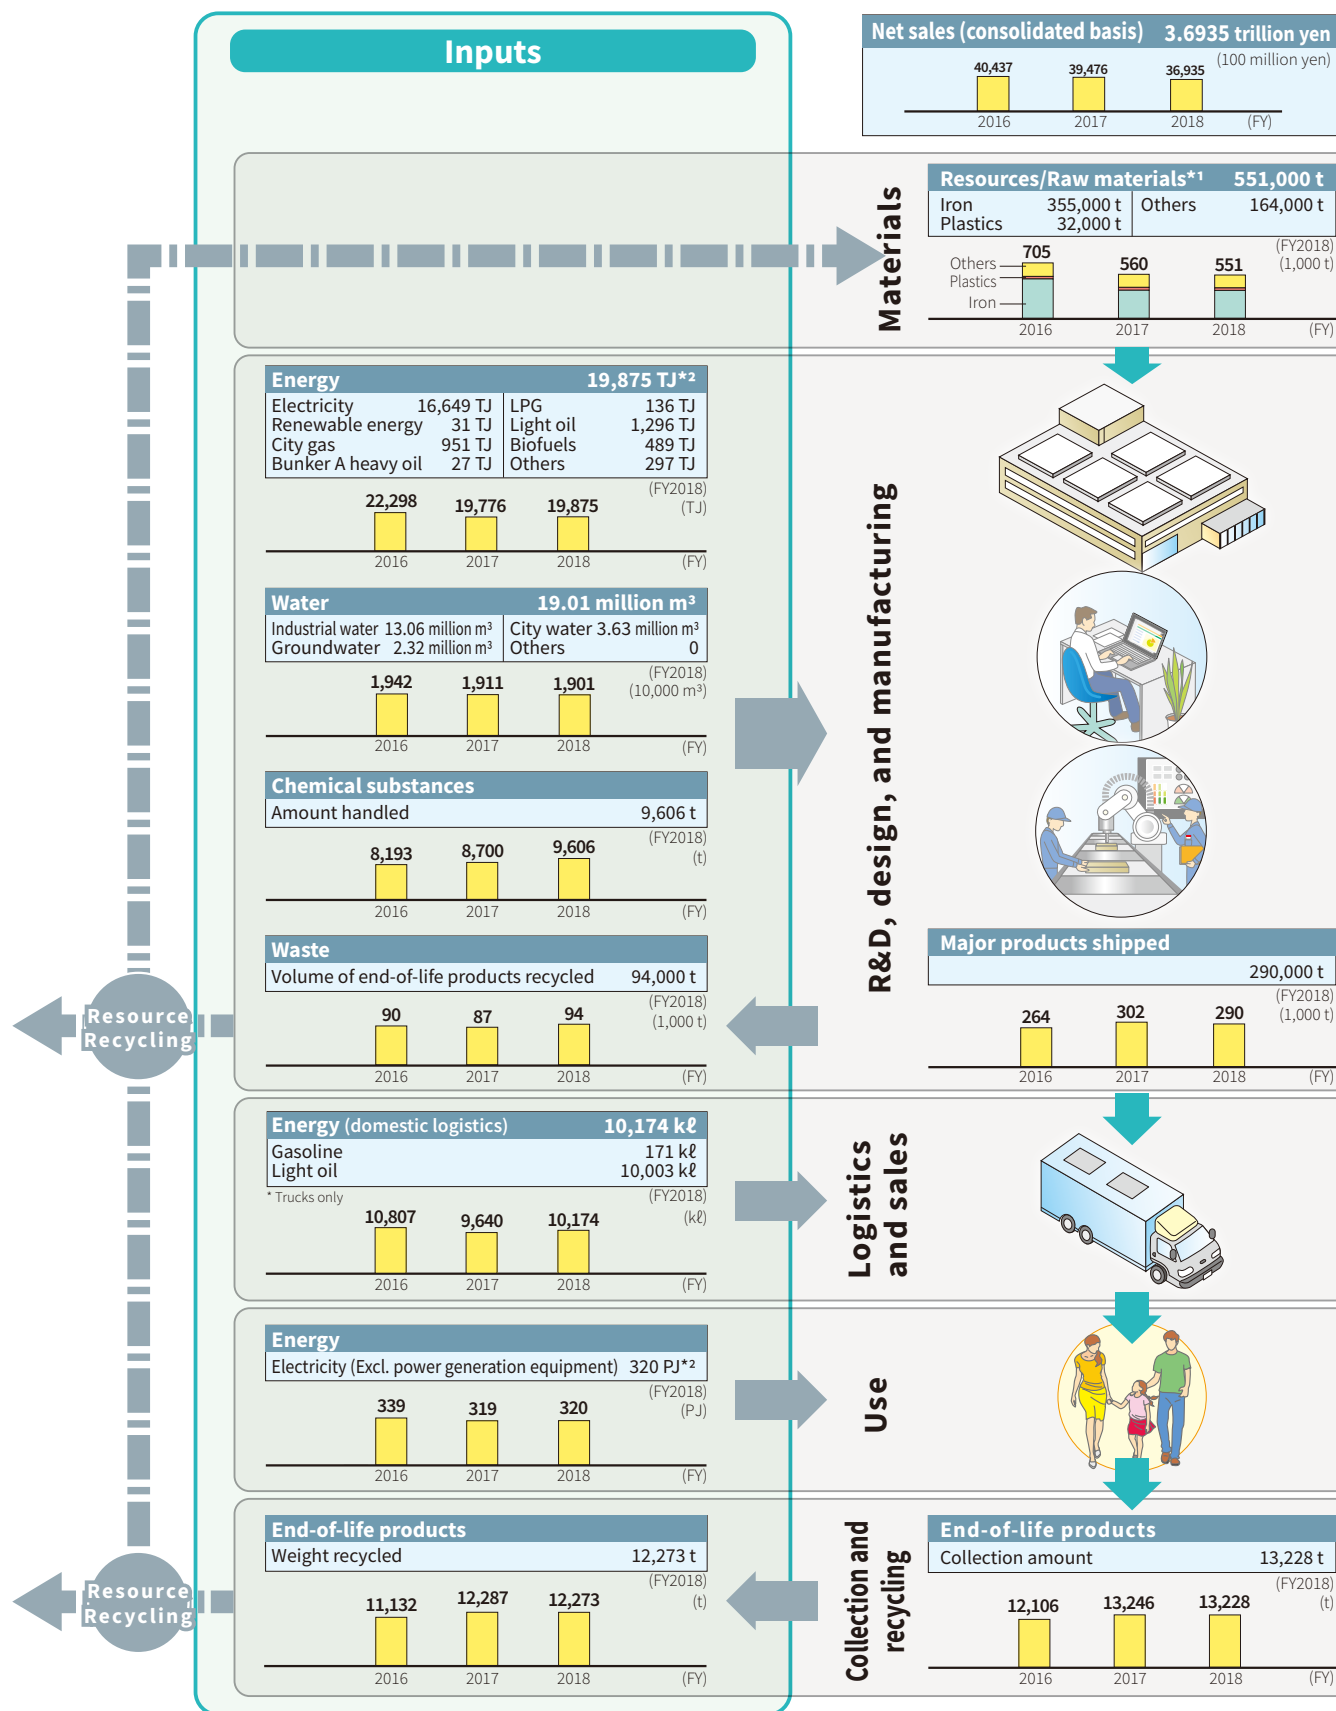 Inputs
Net sales (consolidated basis) 3.6935 trillion yen
(100 million yen)
40,437 39,476 36,935
2016 2017 2018 (FY)
Materials
Resources/Raw materials*¹ 551,000 t
Iron 355,000 t Others 164,000 t
Plastics 32,000 t
(FY2018)
(1,000 t)
705 560 551
Others
Plastics
Iron
2016 2017 2018 (FY)
R&D, design, and manufacturing
Energy 19,875 TJ*²
Electricity 16,649 TJ LPG 136 TJ
Renewable energy 31 TJ Light oil 1,296 TJ
City gas 951 TJ Biofuels 489 TJ
Bunker A heavy oil 27 TJ Others 297 TJ
(FY2018)
(TJ)
22,298 19,776 19,875
2016 2017 2018 (FY)
Water 19.01 million m³
Industrial water 13.06 million m³ City water 3.63 million m³
Groundwater 2.32 million m³ Others 0
(FY2018)
(10,000 m³)
1,942 1,911 1,901
2016 2017 2018 (FY)
Chemical substances
Amount handled 9,606 t
(FY2018)
(t)
8,193 8,700 9,606
2016 2017 2018 (FY)
Waste
Volume of end-of-life products recycled 94,000 t
(FY2018)
(1,000 t)
90 87 94
2016 2017 2018 (FY)
Resource
Recycling
Major products shipped
290,000 t
(FY2018)
(1,000 t)
264 302 290
2016 2017 2018 (FY)
Logistics
and sales
Energy (domestic logistics) 10,174 kℓ
Gasoline 171 kℓ
Light oil 10,003 kℓ
* Trucks only (FY2018)
(kℓ)
10,807 9,640 10,174
2016 2017 2018 (FY)
Use
Energy
Electricity (Excl. power generation equipment) 320 PJ*²
(FY2018)
(PJ)
339 319 320
2016 2017 2018 (FY)
Collection and
recycling
End-of-life products
Weight recycled 12,273 t
(FY2018)
(t)
11,132 12,287 12,273
2016 2017 2018 (FY)
Resource
Recycling
End-of-life products
Collection amount 13,228 t
(FY2018)
(t)
12,106 13,246 13,228
2016 2017 2018 (FY)